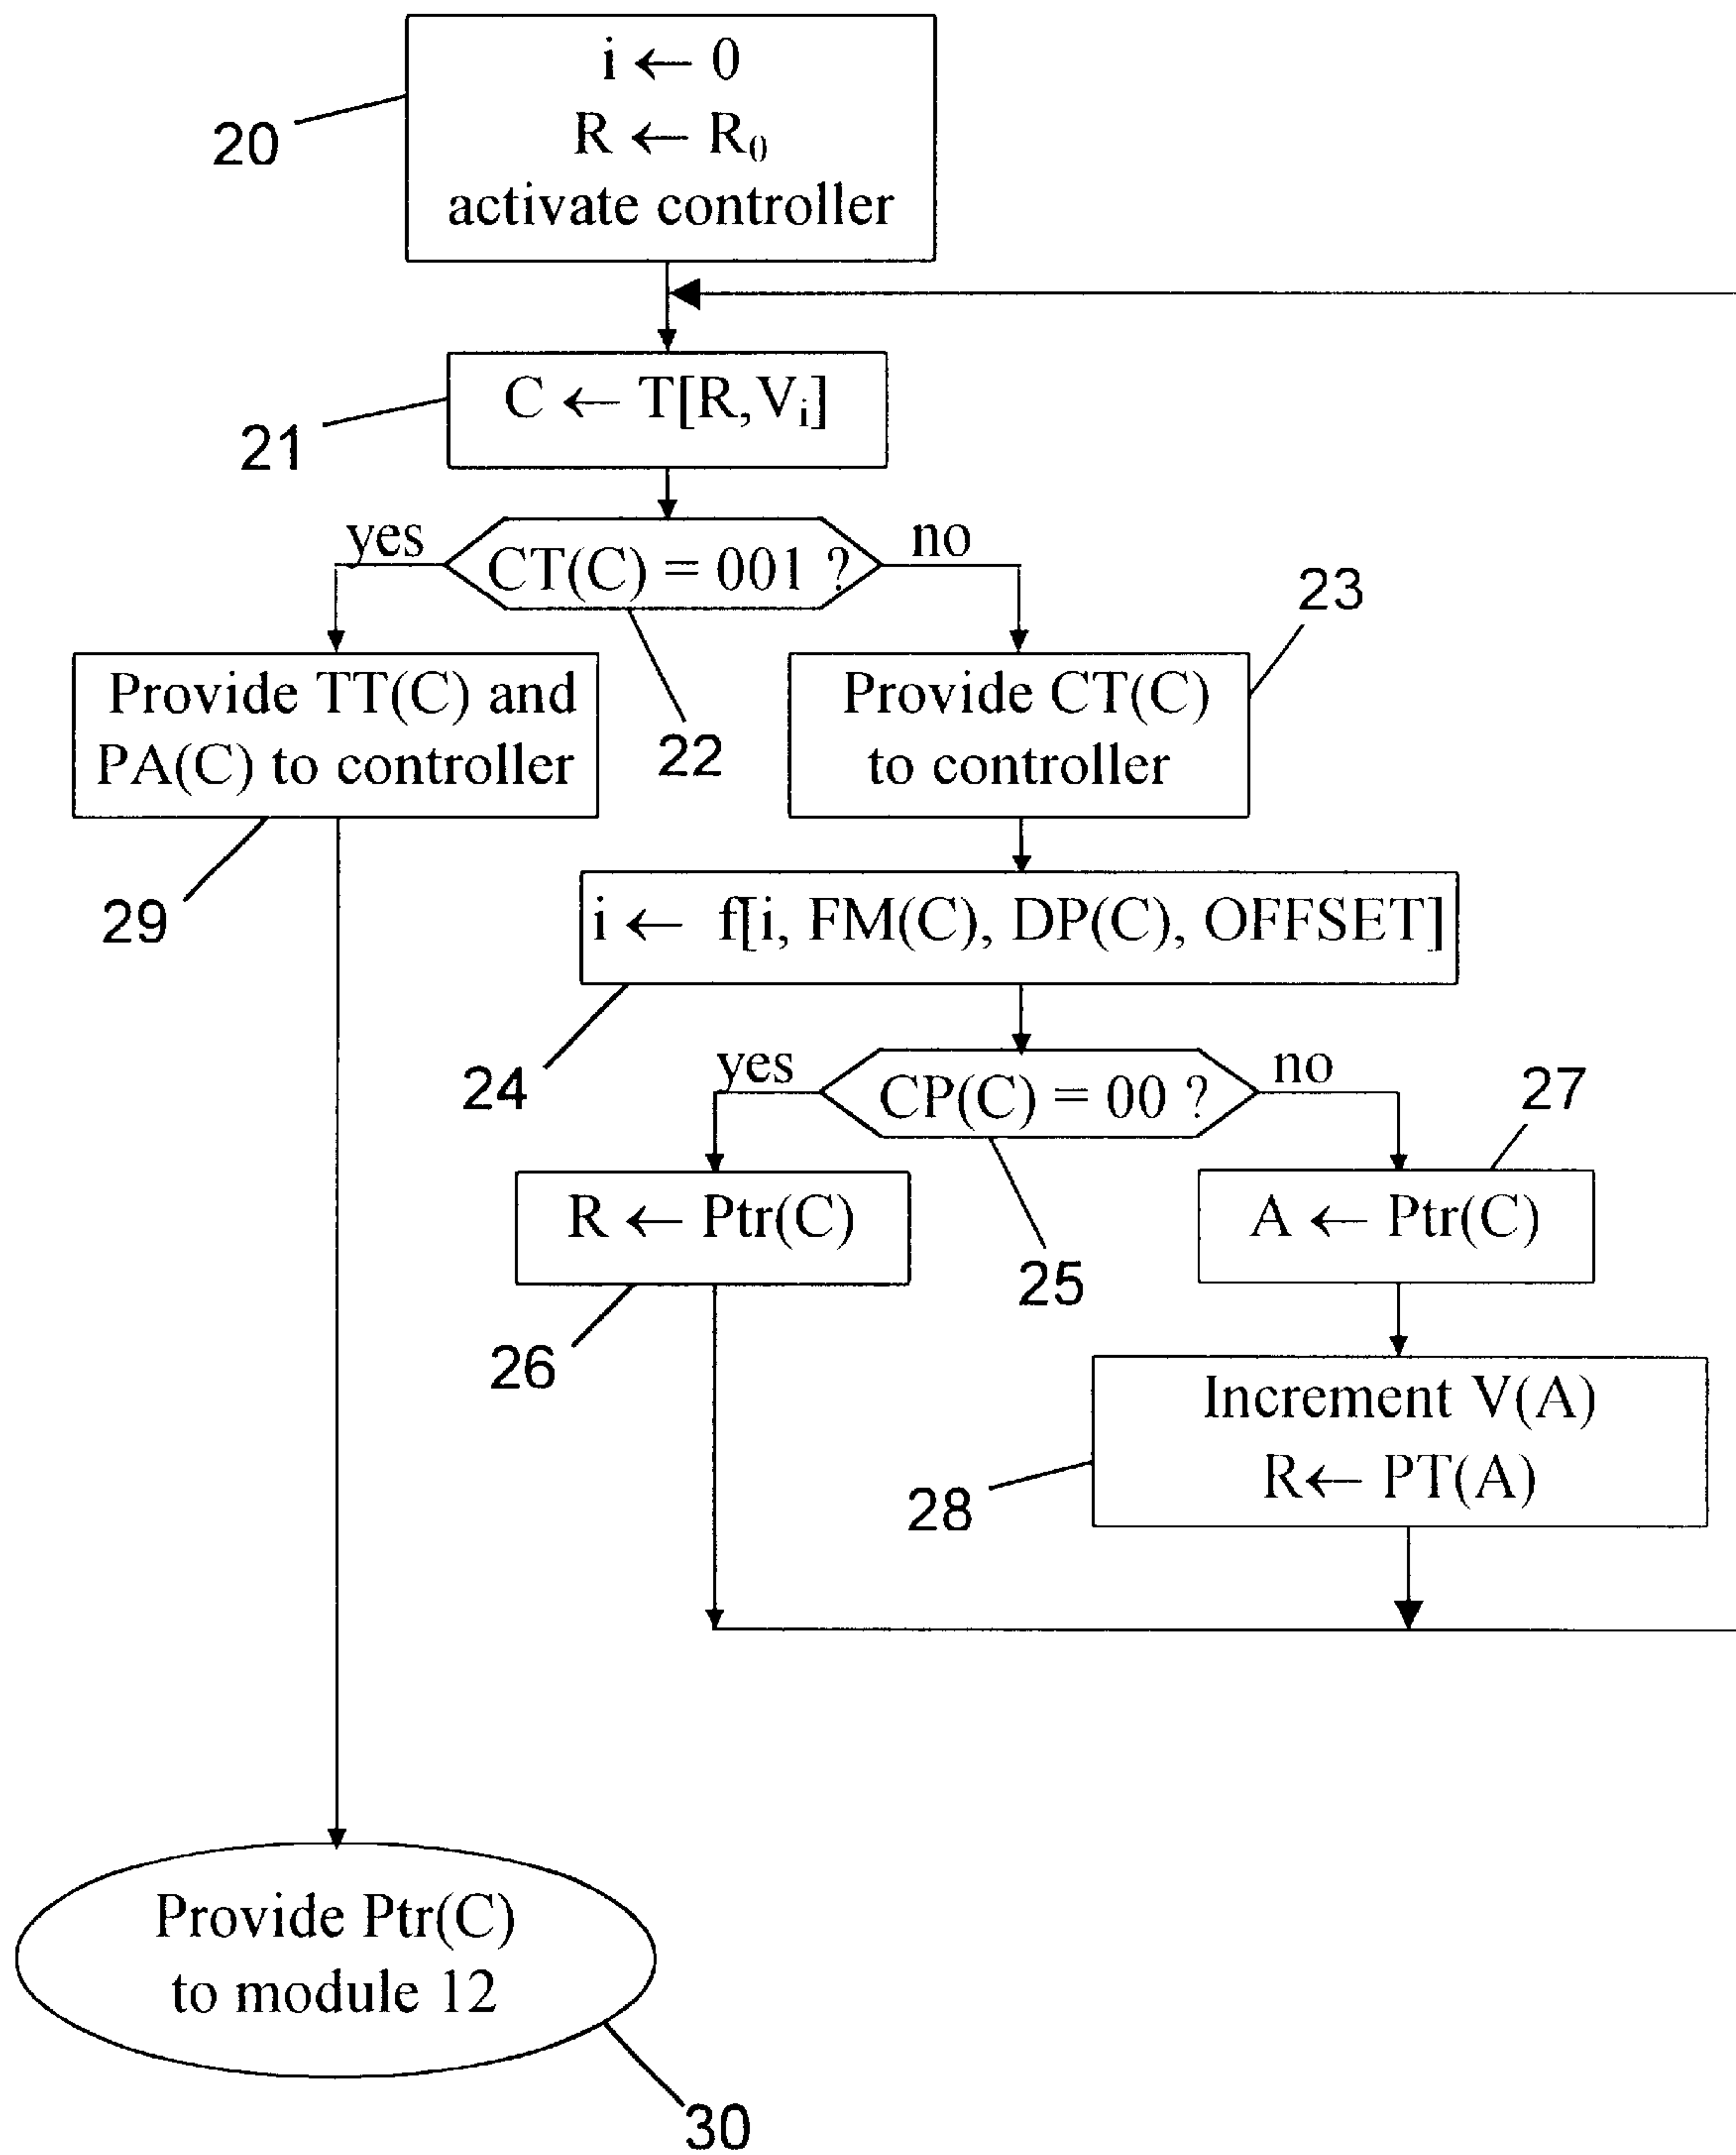 i ← 0
R ← R₀
activate controller
20
C ← T[R,Vᵢ]
21
yes
CT(C) = 001 ?
no
22
23
Provide TT(C) and
PA(C) to controller
29
Provide CT(C)
to controller
i ← f[i, FM(C), DP(C), OFFSET]
24
yes
CP(C) = 00 ?
no
25
27
R ← Ptr(C)
26
A ← Ptr(C)
Increment V(A)
R← PT(A)
28
Provide Ptr(C)
to module 12
30